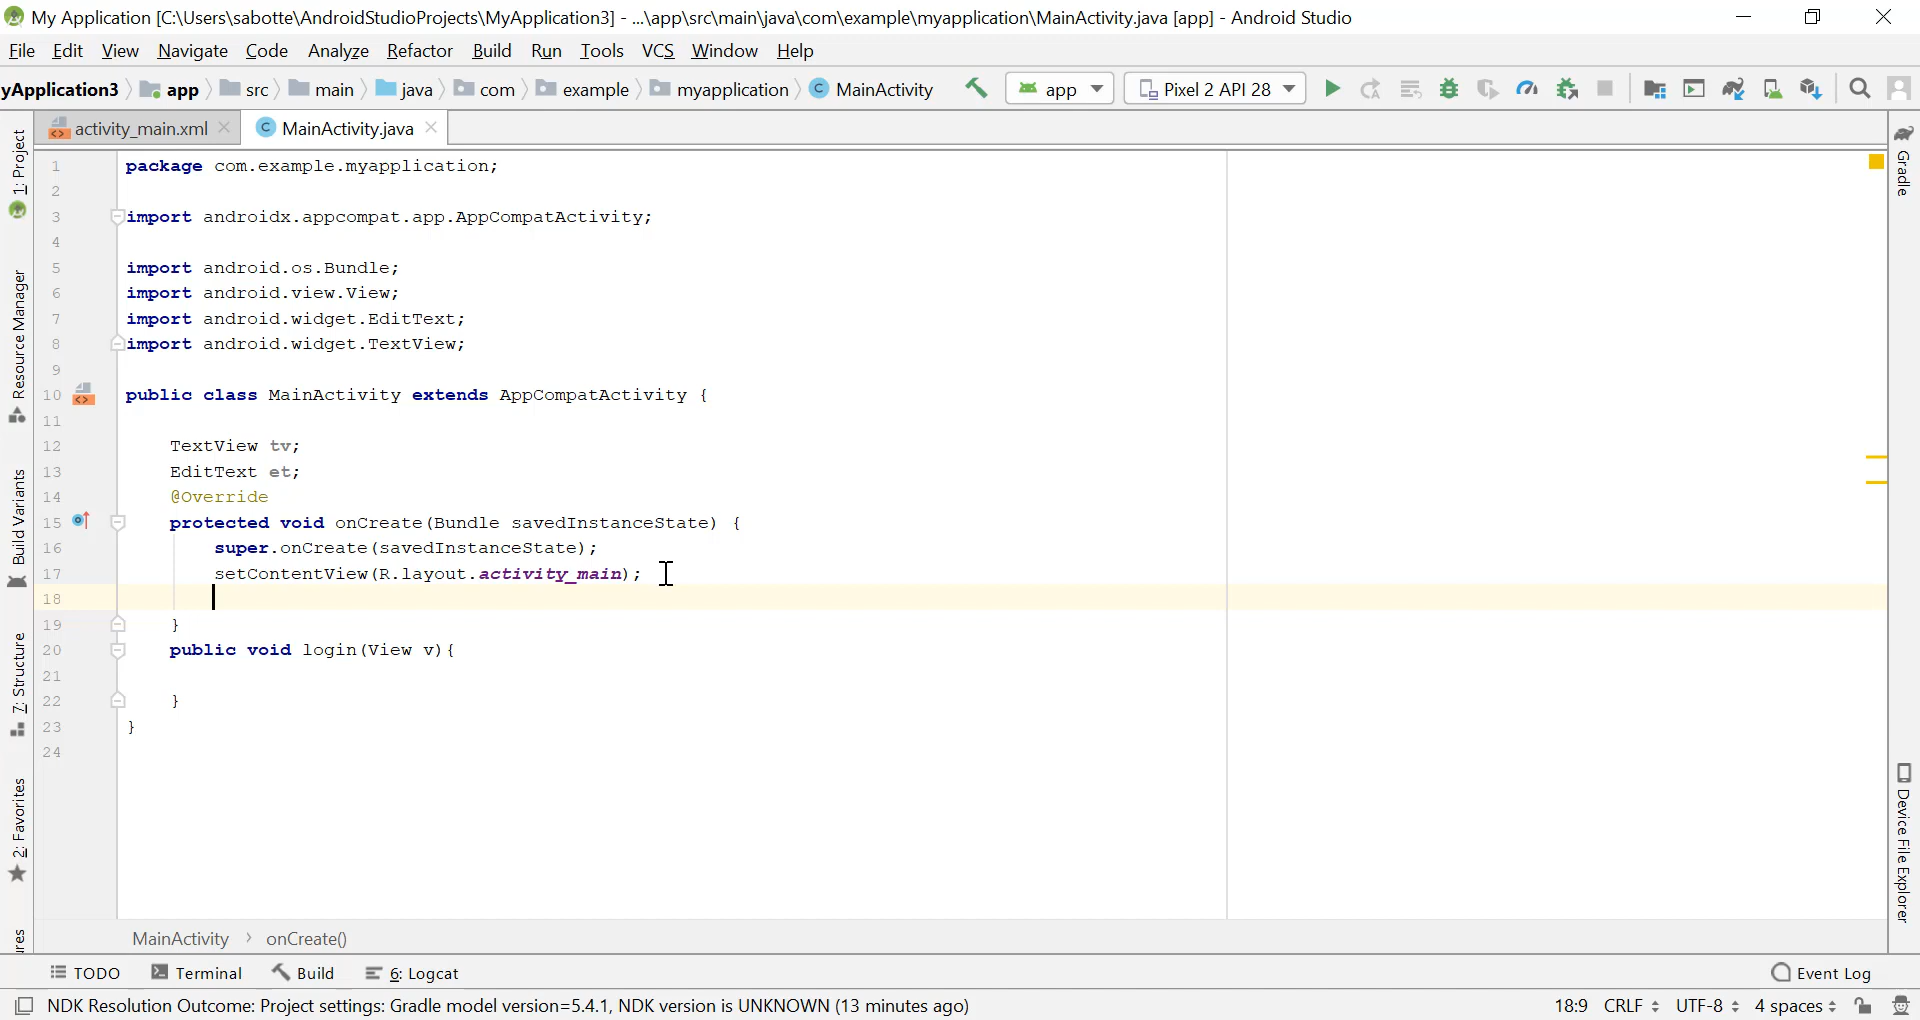 My Application [C:\Users\sabotte\AndroidStudioProjects\MyApplication3] - ...\app\src\main\java\com\example\myapplication\MainActivity.java [app] - Android Studio
File Edit View Navigate Code Analyze Refactor Build Run Tools VCS Window Help
yApplication3 app src main java com example myapplication MainActivity app Pixel 2 API 28
activity_main.xml MainActivity.java
1 package com.example.myapplication;
2
3 import androidx.appcompat.app.AppCompatActivity;
4
5 import android.os.Bundle;
6 import android.view.View;
7 import android.widget.EditText;
8 import android.widget.TextView;
9
10 public class MainActivity extends AppCompatActivity {
11
12 TextView tv;
13 EditText et;
14 @Override
15 protected void onCreate(Bundle savedInstanceState) {
16 super.onCreate(savedInstanceState);
17 setContentView(R.layout.activity_main);
18
19 }
20 public void login(View v){
21
22 }
23 }
24
1: Project
Resource Manager
Build Variants
7: Structure
2: Favorites
Gradle
Device File Explorer
MainActivity onCreate()
TODO Terminal Build 6: Logcat Event Log
NDK Resolution Outcome: Project settings: Gradle model version=5.4.1, NDK version is UNKNOWN (13 minutes ago) 18:9 CRLF UTF-8 4 spaces